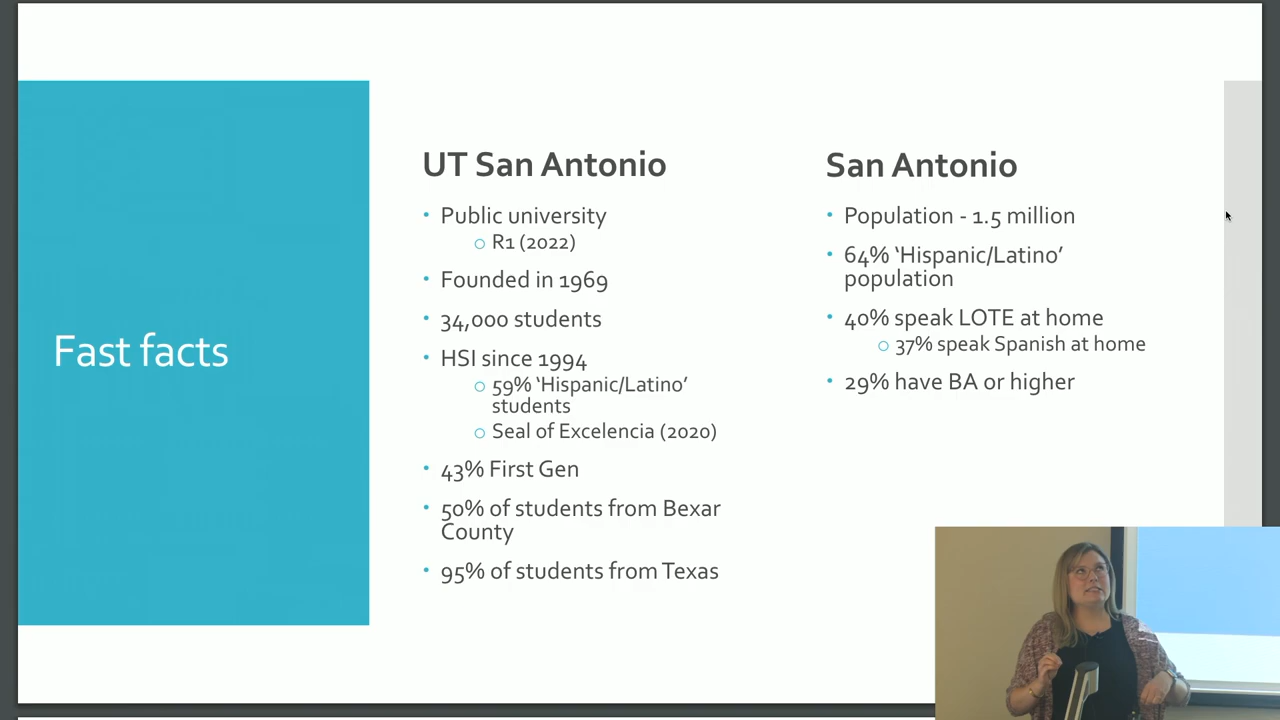 Fast facts
UT San Antonio
• Public university
○ R1 (2022)
• Founded in 1969
• 34,000 students
• HSI since 1994
○ 59% ‘Hispanic/Latino’
students
○ Seal of Excelencia (2020)
• 43% First Gen
• 50% of students from Bexar
County
• 95% of students from Texas
San Antonio
• Population - 1.5 million
• 64% ‘Hispanic/Latino’
population
• 40% speak LOTE at home
○ 37% speak Spanish at home
• 29% have BA or higher